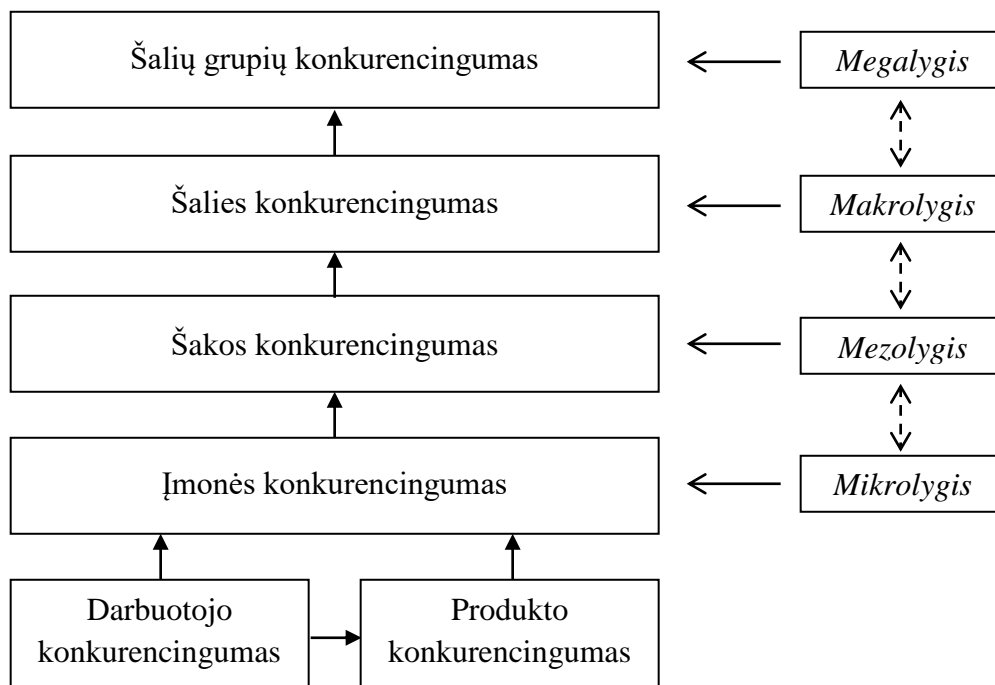 Šalių grupių konkurencingumas
Megalygis
Šalies konkurencingumas
Makrolygis
Šakos konkurencingumas
Mezolygis
Įmonės konkurencingumas
Mikrolygis
Darbuotojo
konkurencingumas
Produkto
konkurencingumas